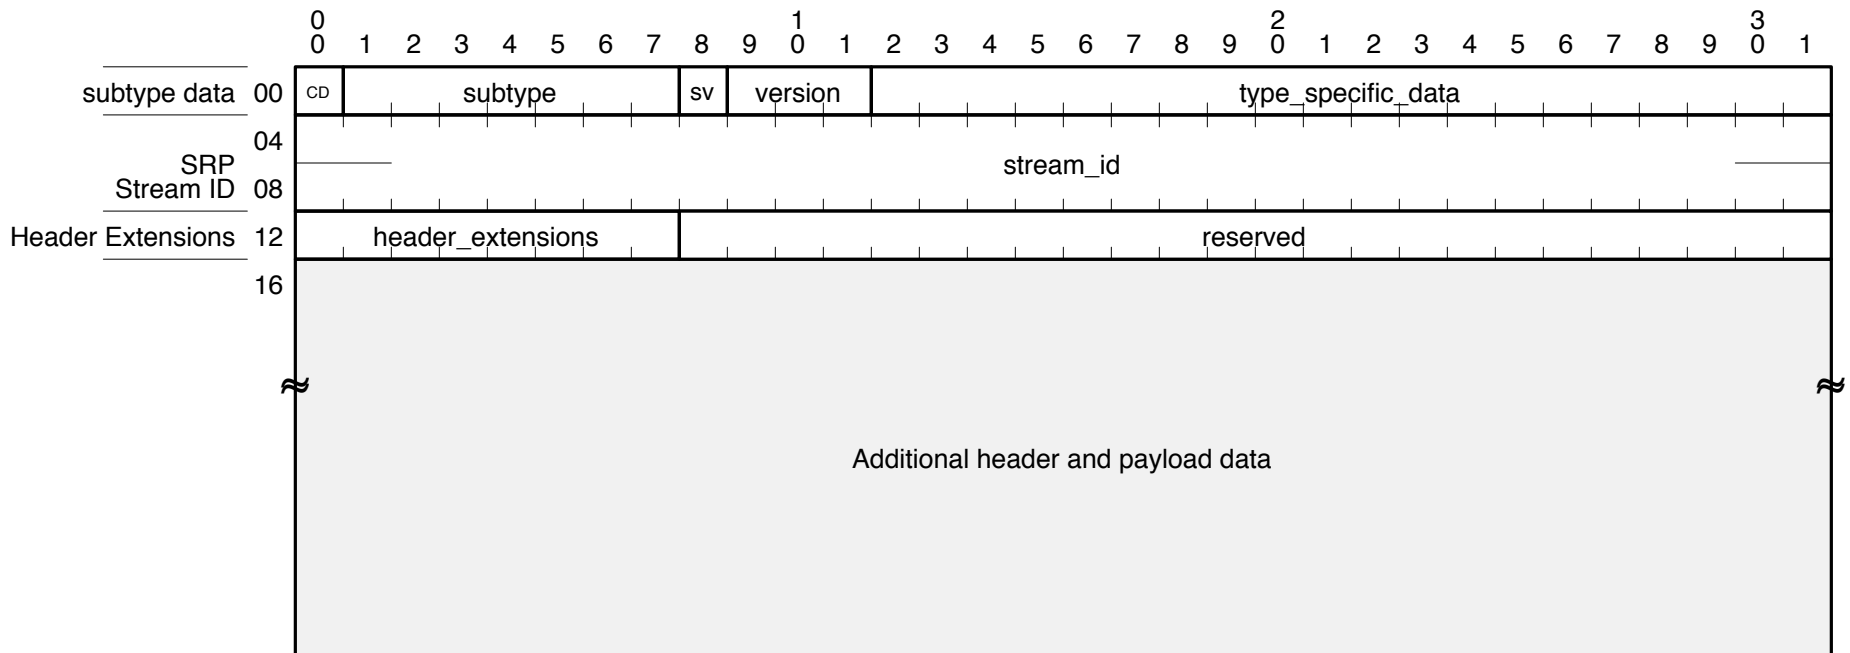 0 1 2 3
0 1 2 3 4 5 6 7 8 9 0 1 2 3 4 5 6 7 8 9 0 1 2 3 4 5 6 7 8 9 0 1
subtype data 00 CD subtype sv version type_specific_data
04
SRP stream_id
Stream ID 08
Header Extensions 12 header_extensions reserved
16
Additional header and payload data